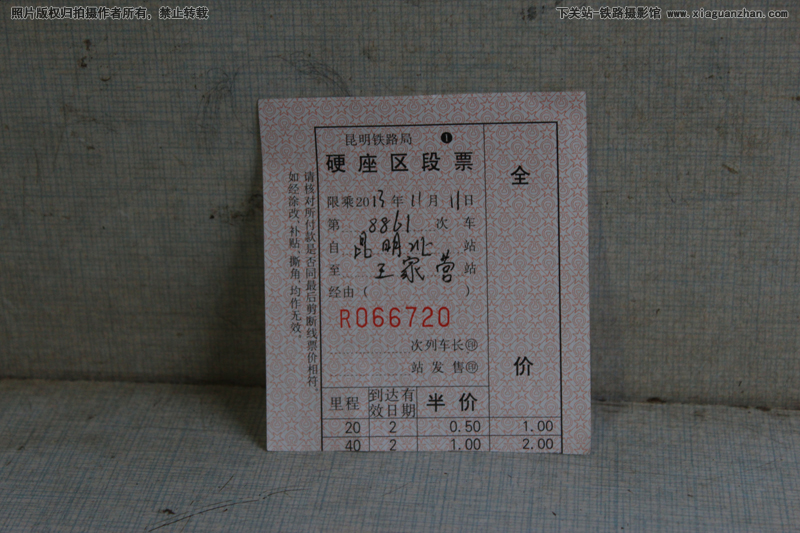 照片版权归拍摄作者所有，禁止转载
下关站-铁路摄影馆 www.xiaguanzhan.com
昆明铁路局 ❶
硬座区段票
限乘2013年11月11日
第 8861 次车
自 昆明北 站
至 王家营 站
经由（ ）
R066720
次列车长㊞
站发售㊞
全价
请核对所付款是否同最后剪断线票价相符。
如经涂改、补贴、撕角，均作无效。
里程 到达有效日期 半价
20 2 0.50 1.00
40 2 1.00 2.00